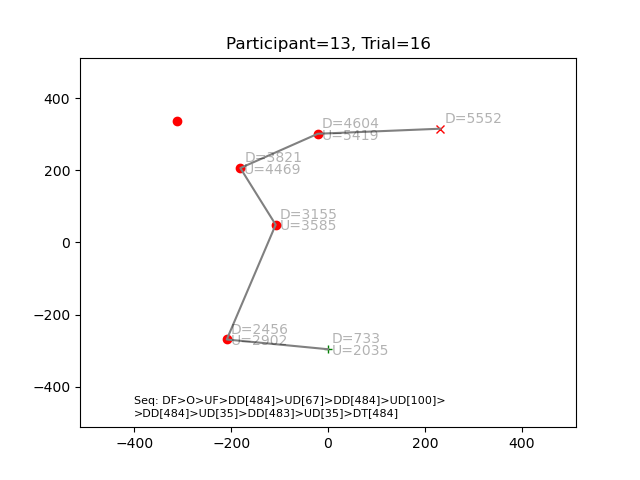 Participant=13, Trial=16
400
200
0
−200
−400
D=4604
U=5419
D=5552
D=3821
U=4469
D=3155
U=3585
D=2456
U=2902
D=733
U=2035
Seq: DF>O>UF>DD[484]>UD[67]>DD[484]>UD[100]>
>DD[484]>UD[35]>DD[483]>UD[35]>DT[484]
−400 −200 0 200 400